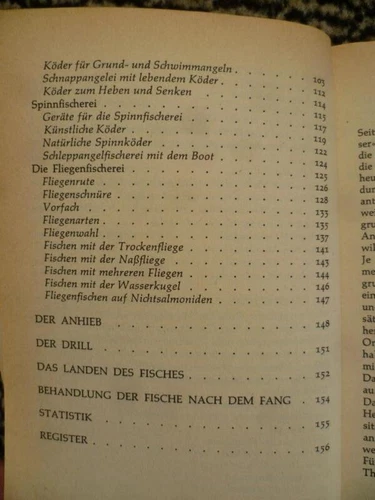 Köder für Grund- und Schwimmangeln . . . . . 103
Schnappangelei mit lebendem Köder . . . . . 112
Köder zum Heben und Senken . . . . . . 114
Spinnfischerei . . . . . . . . . 115
Geräte für die Spinnfischerei . . . . . . 117
Künstliche Köder . . . . . . . . 119
Natürliche Spinnköder . . . . . . . 122
Schleppangelfischerei mit dem Boot . . . . . 124
Die Fliegenfischerei . . . . . . . . 125
Fliegenrute . . . . . . . . . 126
Fliegenschnüre . . . . . . . . 128
Vorfach . . . . . . . . . . 133
Fliegenarten . . . . . . . . . 135
Fliegenwahl . . . . . . . . . 137
Fischen mit der Trockenfliege . . . . . . 141
Fischen mit der Naßfliege . . . . . . 143
Fischen mit mehreren Fliegen . . . . . . 144
Fischen mit der Wasserkugel . . . . . . 146
Fliegenfischen auf Nichtsalmoniden . . . . . 147
DER ANHIEB . . . . . . . . . 148
DER DRILL . . . . . . . . . 151
DAS LANDEN DES FISCHES . . . . . . . 152
BEHANDLUNG DER FISCHE NACH DEM FANG . . 154
STATISTIK . . . . . . . . . 155
REGISTER . . . . . . . . . 156